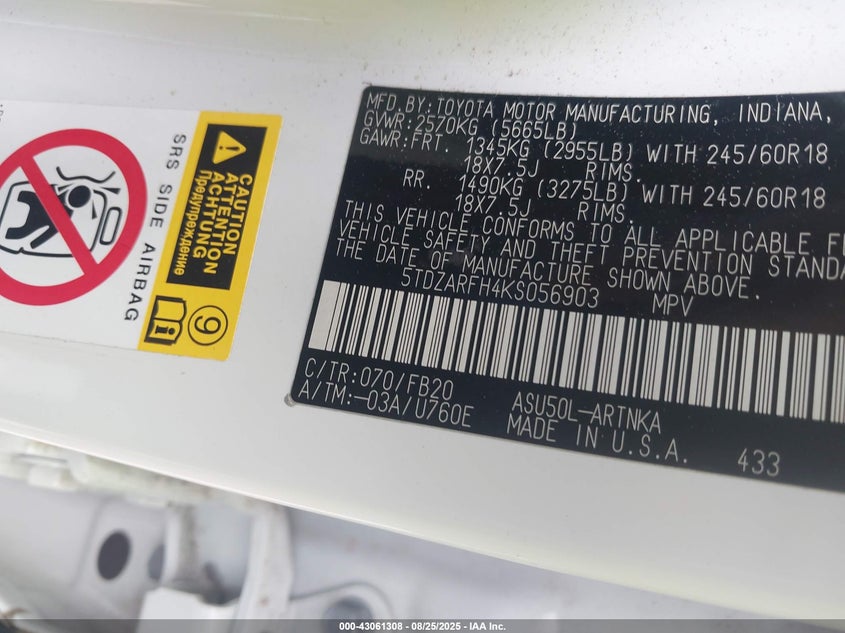 SRS SIDE AIRBAG
CAUTION
ATTENTION
ACHTUNG
Предупреждение
9
MFD.BY:TOYOTA MOTOR MANUFACTURING, INDIANA,
GVWR:2570KG (5665LB)
GAWR:FRT. 1345KG (2955LB) WITH 245/60R18
18X7.5J RIMS.
RR. 1490KG (3275LB) WITH 245/60R18
18X7.5J RIMS.
THIS VEHICLE CONFORMS TO ALL APPLICABLE
VEHICLE SAFETY AND THEFT PREVENTION
THE DATE OF MANUFACTURE SHOWN ABOVE.
5TDZARFH4KS056903 MPV
C/TR:070/FB20
A/TM:-03A/U760E
ASU50L-ARTNKA
MADE IN U.S.A. 433
000-43061308 - 08/25/2025 - IAA Inc.